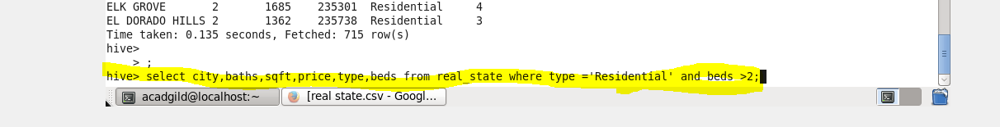 ELK GROVE       2       1685    235301  Residential     4
EL DORADO HILLS 2       1362    235738  Residential     3
Time taken: 0.135 seconds, Fetched: 715 row(s)
hive>
    > ;
hive> select city,baths,sqft,price,type,beds from real_state where type ='Residential' and beds >2;
acadgild@localhost:~
[real state.csv - Googl...